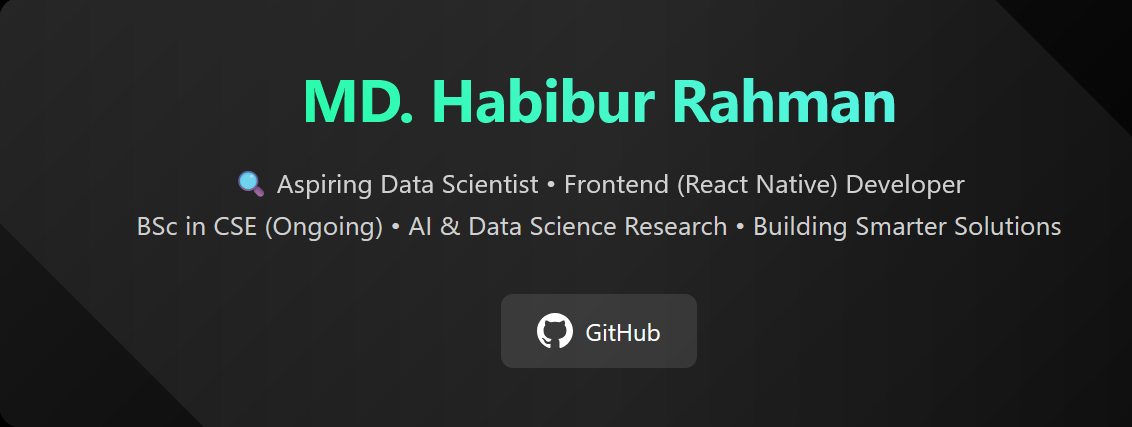 MD. Habibur Rahman
🔍 Aspiring Data Scientist • Frontend (React Native) Developer
BSc in CSE (Ongoing) • AI & Data Science Research • Building Smarter Solutions
GitHub